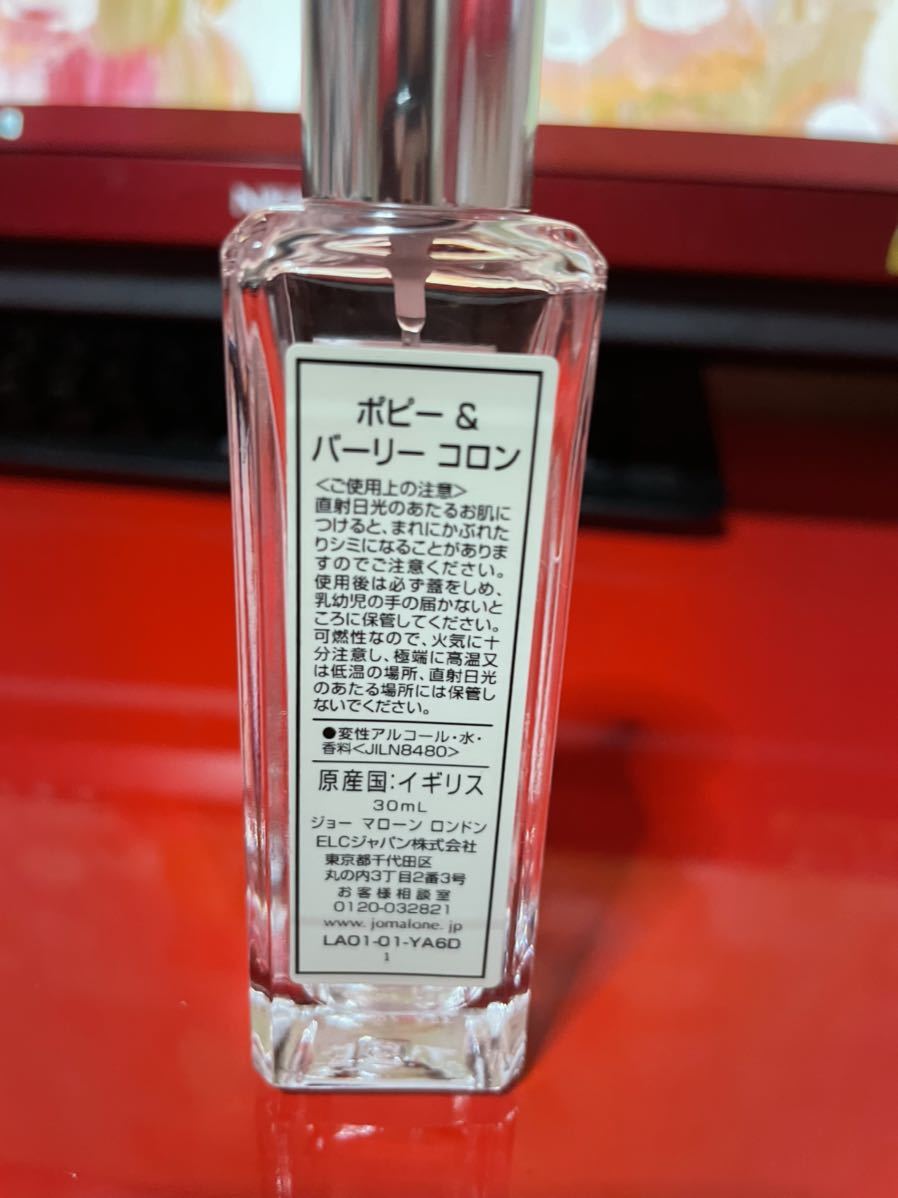 ポピー &
バーリー コロン
<ご使用上の注意>
直射日光のあたるお肌に
つけると、まれにかぶれた
りシミになることがありま
すのでご注意ください。
使用後は必ず蓋をしめ、
乳幼児の手の届かないと
ころに保管してください。
可燃性なので、火気に十
分注意し、極端に高温又
は低温の場所、直射日光
のあたる場所には保管し
ないでください。
●変性アルコール・水・
香料<JILN8480>
原産国:イギリス
30mL
ジョー マローン ロンドン
ELCジャパン株式会社
東京都千代田区
丸の内3丁目2番3号
お客様相談室
0120-032821
www. jomalone. jp
LA01-01-YA6D
1